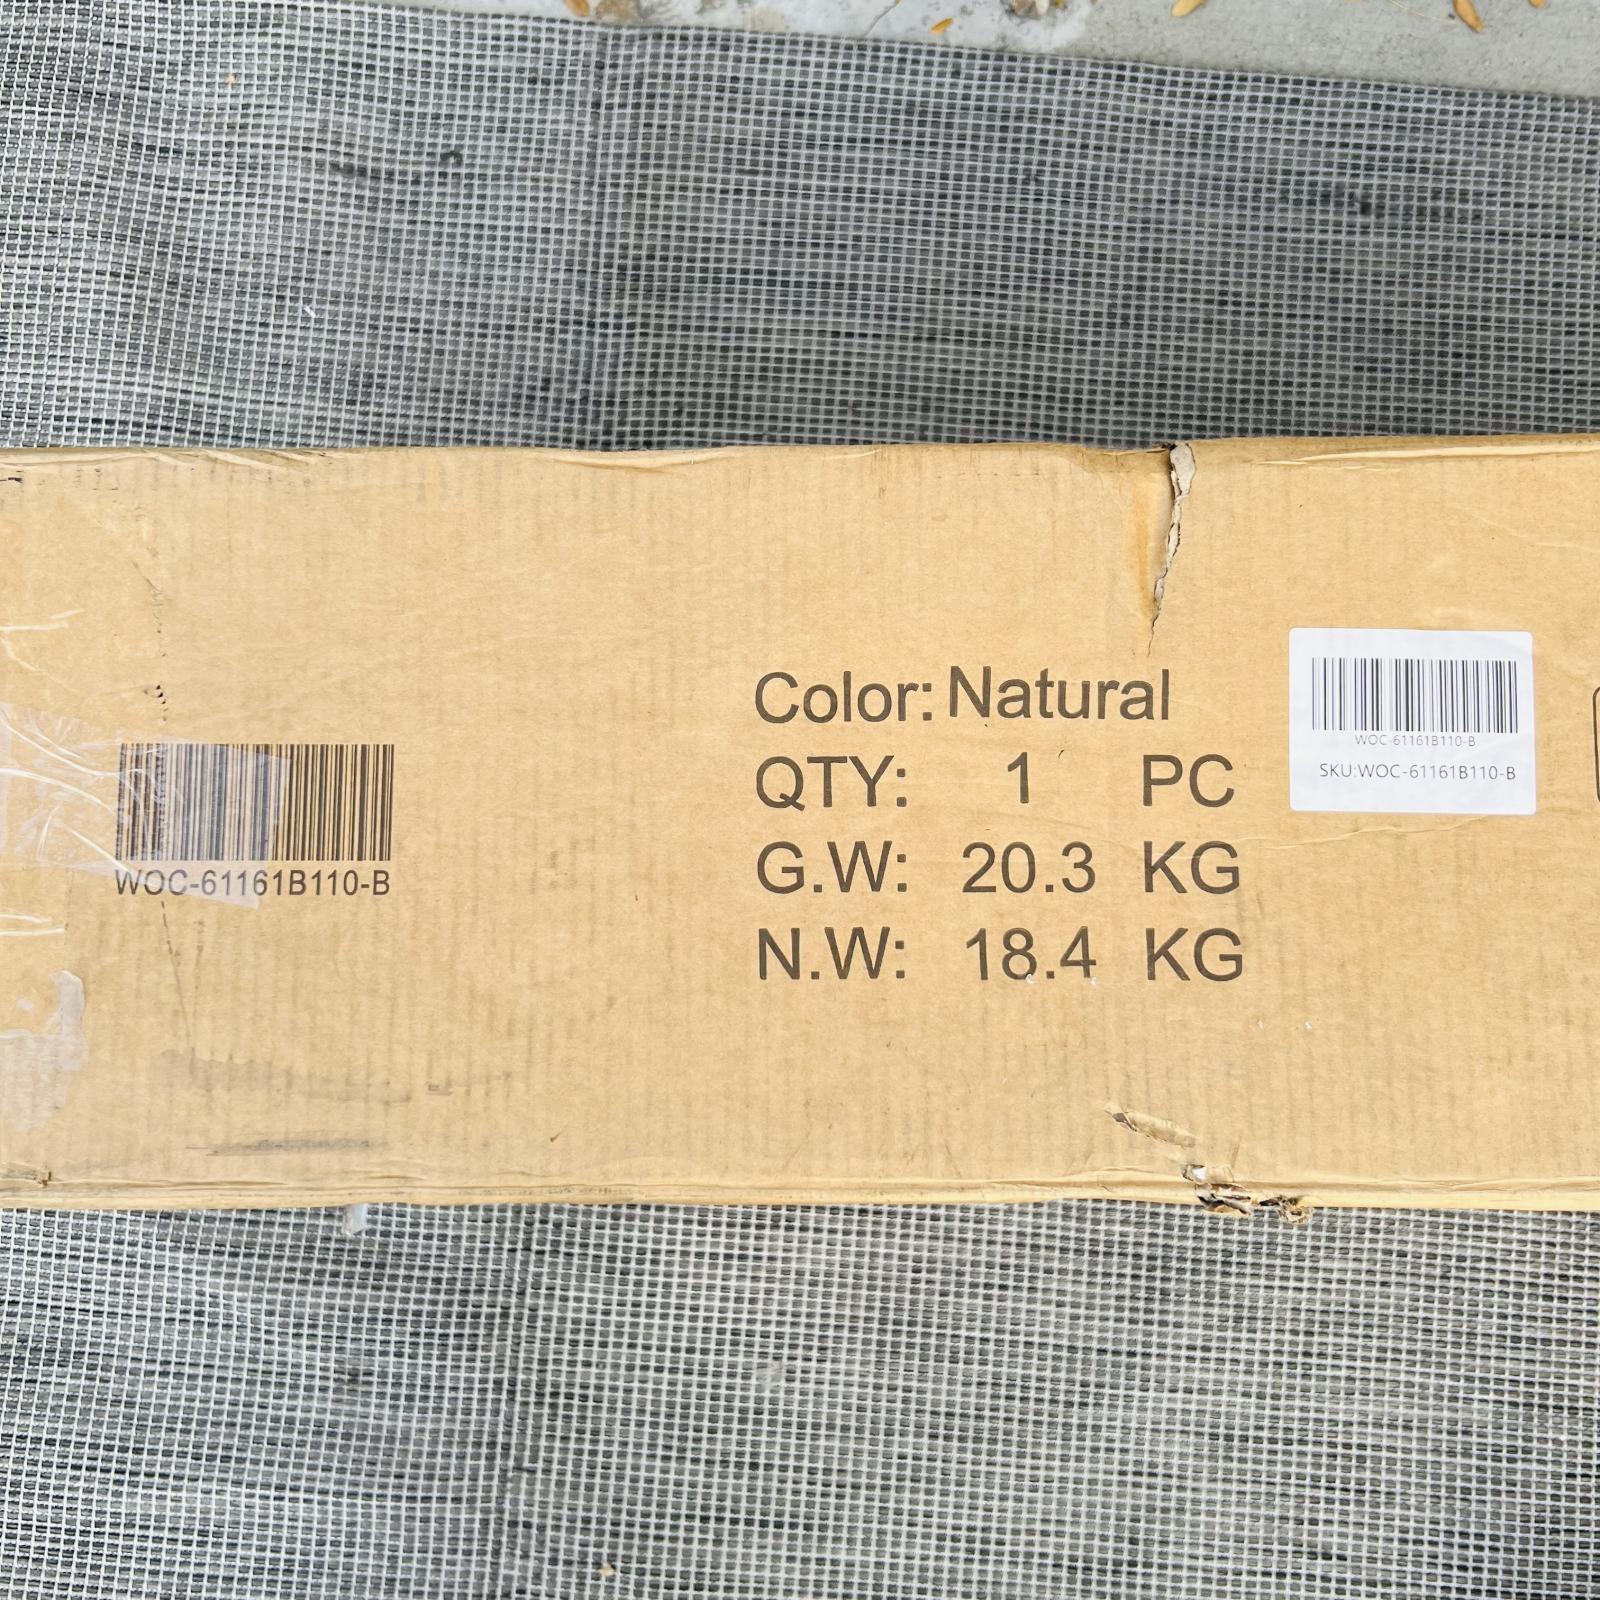 Color: Natural
QTY: 1 PC
G.W: 20.3 KG
N.W: 18.4 KG
WOC-61161B110-B
WOC-61161B110-B
SKU:WOC-61161B110-B